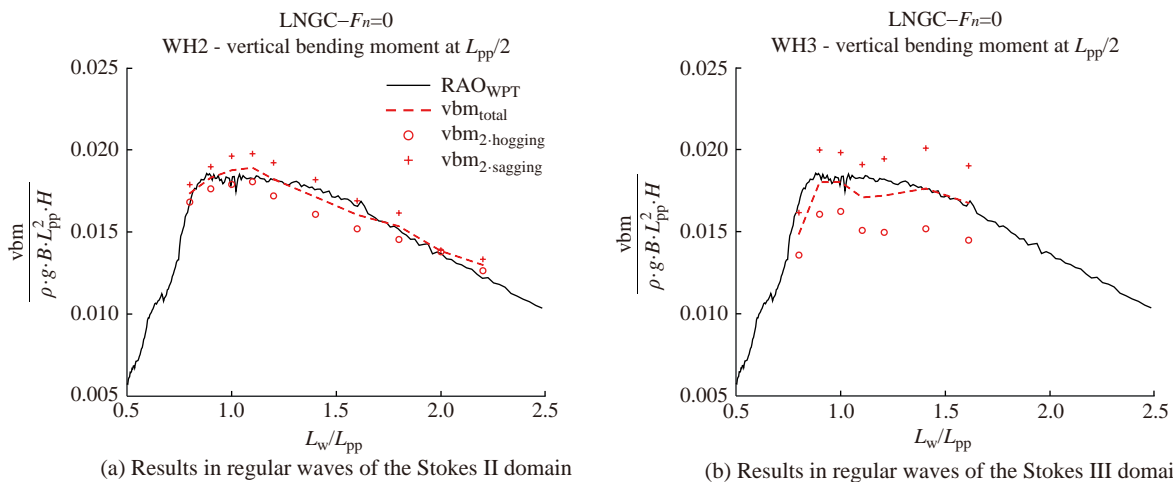 LNGC–Fn=0
WH2 - vertical bending moment at Lpp/2
0.025
0.020
0.015
0.010
0.005
vbm
ρ·g·B·L²pp·H
RAOWPT
vbmtotal
vbm2·hogging
vbm2·sagging
0.5 1.0 1.5 2.0 2.5
Lw/Lpp
(a) Results in regular waves of the Stokes II domain
LNGC–Fn=0
WH3 - vertical bending moment at Lpp/2
0.025
0.020
0.015
0.010
0.005
vbm
ρ·g·B·L²pp·H
0.5 1.0 1.5 2.0 2.5
Lw/Lpp
(b) Results in regular waves of the Stokes III domai